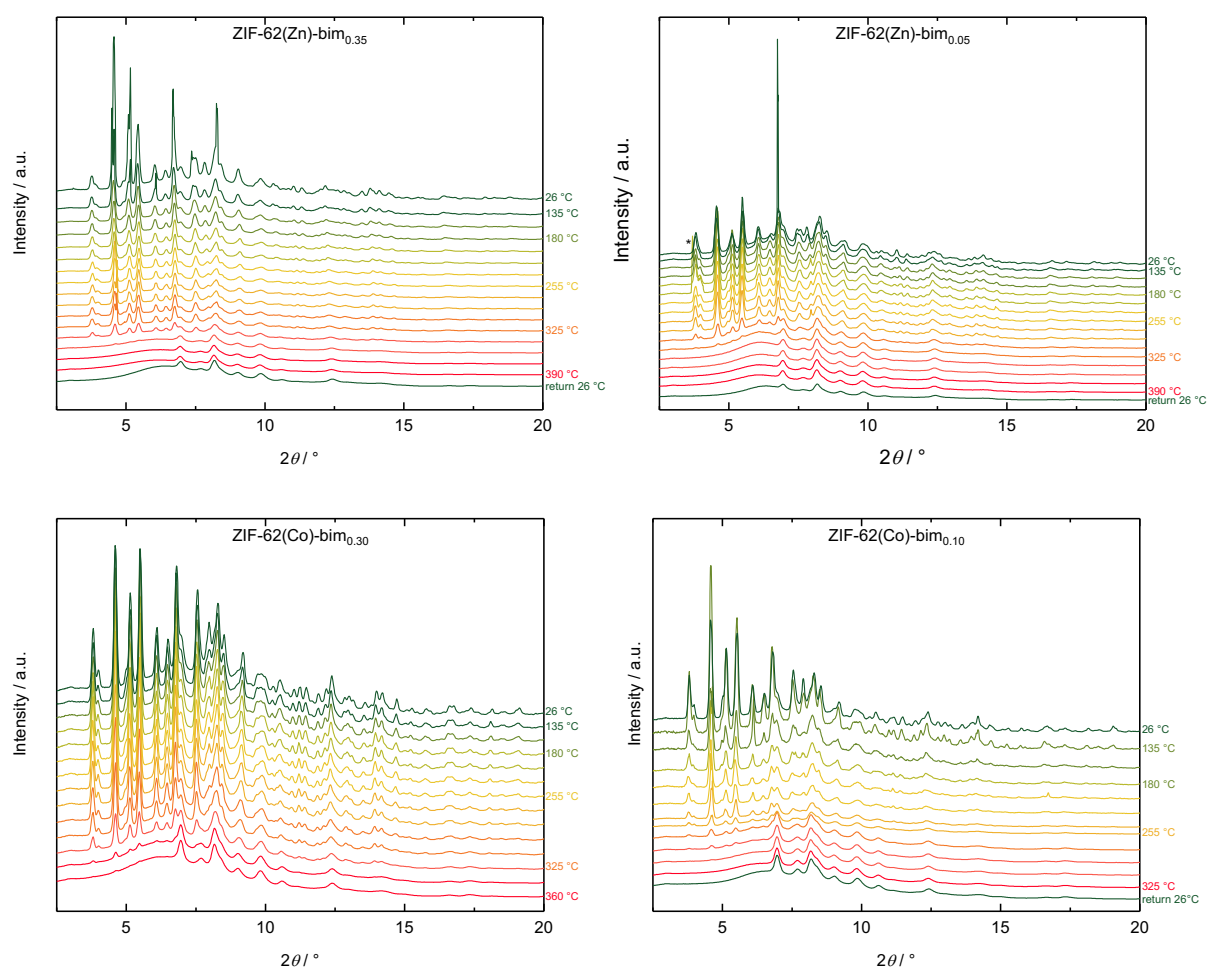 ZIF-62(Zn)-bim0.35
Intensity / a.u.
26 °C
135 °C
180 °C
255 °C
325 °C
390 °C
return 26 °C
5
10
15
20
2θ / °
ZIF-62(Zn)-bim0.05
Intensity / a.u.
*
26 °C
135 °C
180 °C
255 °C
325 °C
390 °C
return 26 °C
5
10
15
20
2θ / °
ZIF-62(Co)-bim0.30
Intensity / a.u.
26 °C
135 °C
180 °C
255 °C
325 °C
360 °C
5
10
15
20
2θ / °
ZIF-62(Co)-bim0.10
Intensity / a.u.
26 °C
135 °C
180 °C
255 °C
325 °C
return 26°C
5
10
15
20
2θ / °